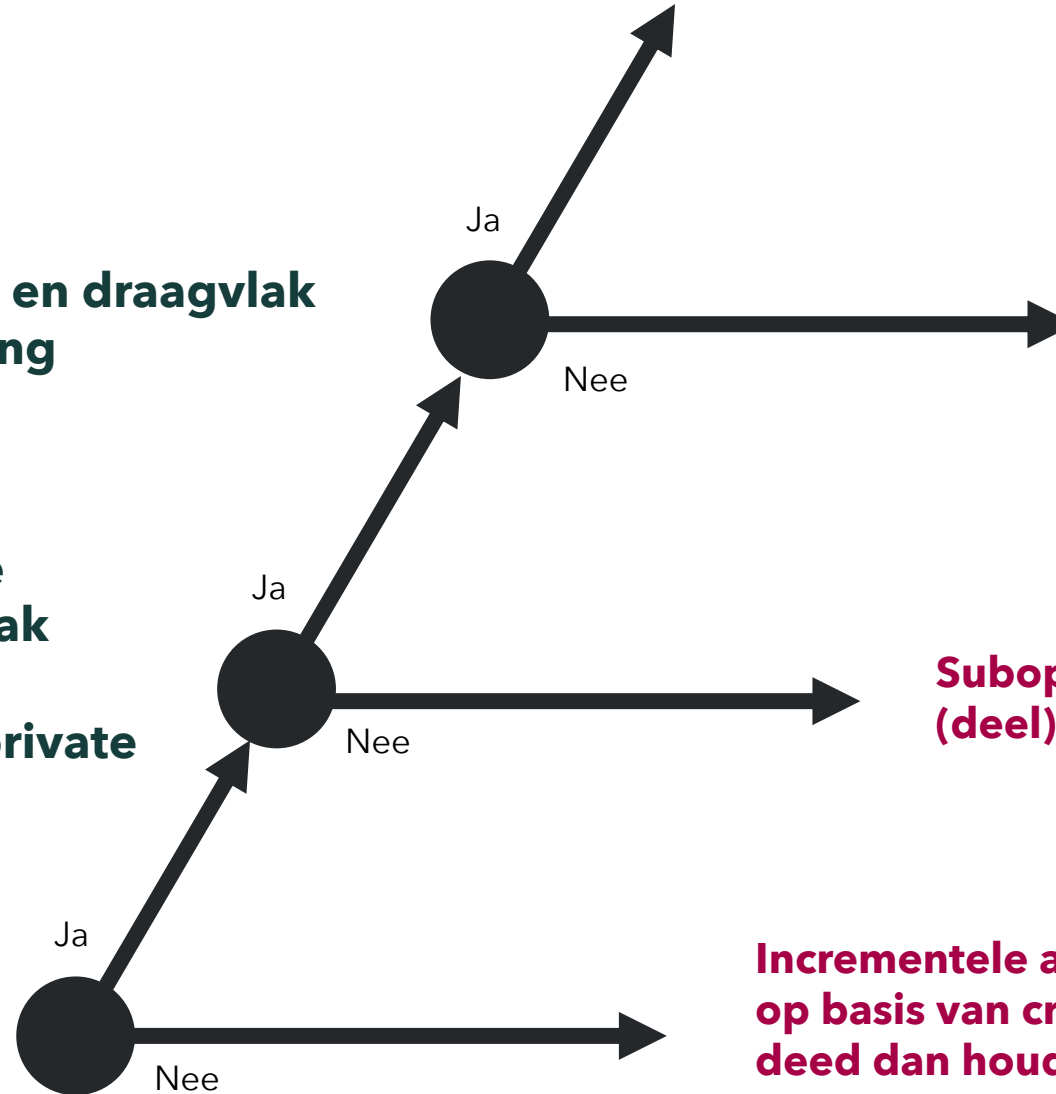 Ja
en draagvlak
ng
Nee
Ja
ak
private
Nee
Subop
(deel)
Ja
Incrementele a
op basis van cr
deed dan houd
Nee